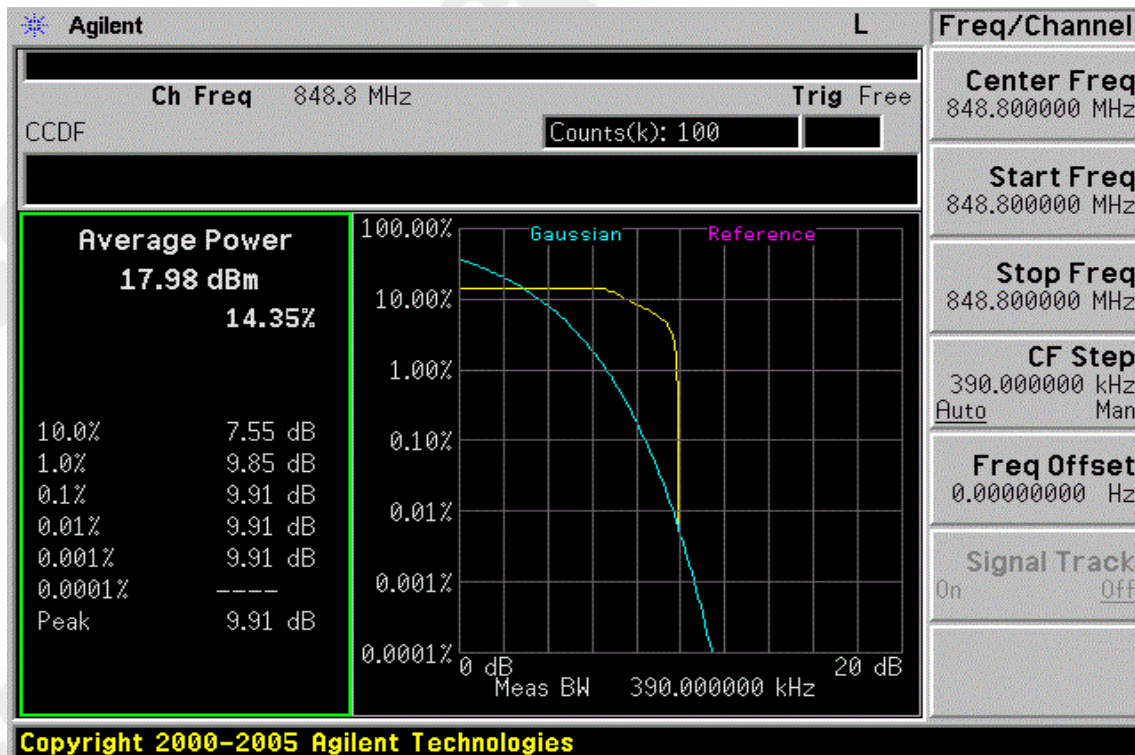 Agilent L
Ch Freq 848.8 MHz Trig Free
CCDF Counts(k): 100
Average Power
17.98 dBm
14.35%
10.0% 7.55 dB
1.0% 9.85 dB
0.1% 9.91 dB
0.01% 9.91 dB
0.001% 9.91 dB
0.0001% ----
Peak 9.91 dB
Gaussian Reference
100.00%
10.00%
1.00%
0.10%
0.01%
0.001%
0.0001%
0 dB 20 dB
Meas BW 390.000000 kHz
Freq/Channel
Center Freq
848.800000 MHz
Start Freq
848.800000 MHz
Stop Freq
848.800000 MHz
CF Step
390.000000 kHz
Auto Man
Freq Offset
0.00000000 Hz
Signal Track
On Off
Copyright 2000-2005 Agilent Technologies